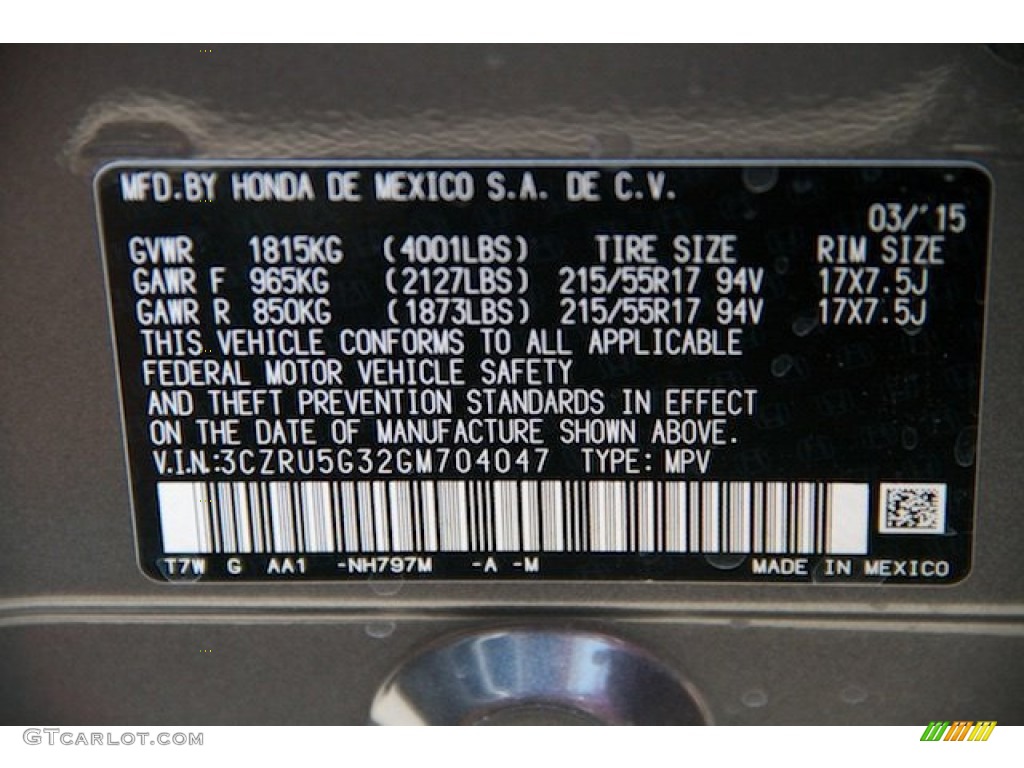 MFD.BY HONDA DE MEXICO S.A. DE C.V.
03/'15
GVWR 1815KG (4001LBS) TIRE SIZE RIM SIZE
GAWR F 965KG (2127LBS) 215/55R17 94V 17X7.5J
GAWR R 850KG (1873LBS) 215/55R17 94V 17X7.5J
THIS VEHICLE CONFORMS TO ALL APPLICABLE
FEDERAL MOTOR VEHICLE SAFETY
AND THEFT PREVENTION STANDARDS IN EFFECT
ON THE DATE OF MANUFACTURE SHOWN ABOVE.
V.I.N.:3CZRU5G32GM704047 TYPE: MPV
T7W G AA1 -NH797M -A -M MADE IN MEXICO
GTCARLOT.COM